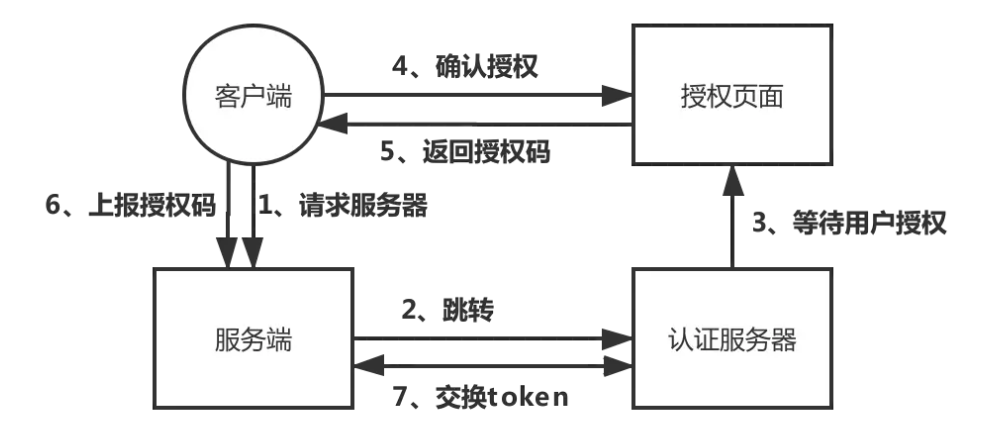 4、确认授权
客户端
授权页面
5、返回授权码
6、上报授权码
1、请求服务器
3、等待用户授权
2、跳转
服务端
认证服务器
7、交换token